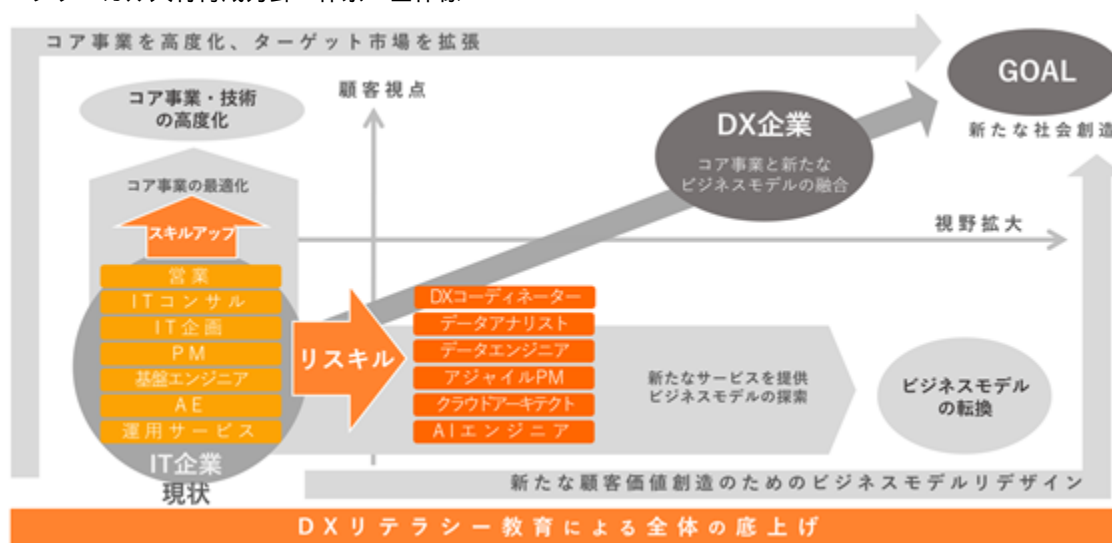 コア事業を高度化、ターゲット市場を拡張
GOAL
新たな社会創造
コア事業・技術
の高度化
顧客視点
DX企業
コア事業と新たな
ビジネスモデルの融合
コア事業の最適化
スキルアップ
視野拡大
営業
ITコンサル
IT企画
PM
基盤エンジニア
AE
運用サービス
IT企業
現状
リスキル
DXコーディネーター
データアナリスト
データエンジニア
アジャイルPM
クラウドアーキテクト
AIエンジニア
新たなサービスを提供
ビジネスモデルの探索
ビジネスモデル
の転換
新たな顧客価値創造のためのビジネスモデルリデザイン
DXリテラシー教育による全体の底上げ